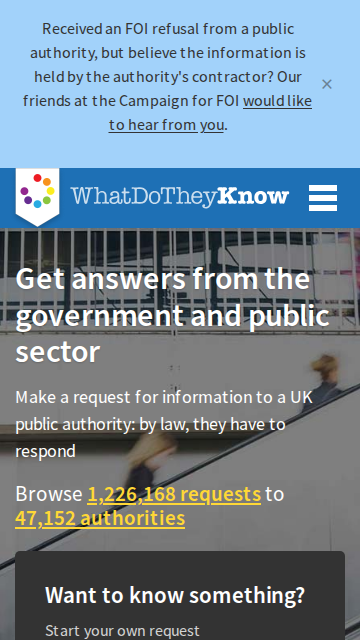 Received an FOI refusal from a public
authority, but believe the information is
held by the authority's contractor? Our
friends at the Campaign for FOI would like
to hear from you.
×
WhatDoTheyKnow
Get answers from the
government and public
sector
Make a request for information to a UK
public authority: by law, they have to
respond
Browse 1,226,168 requests to
47,152 authorities
Want to know something?
Start your own request